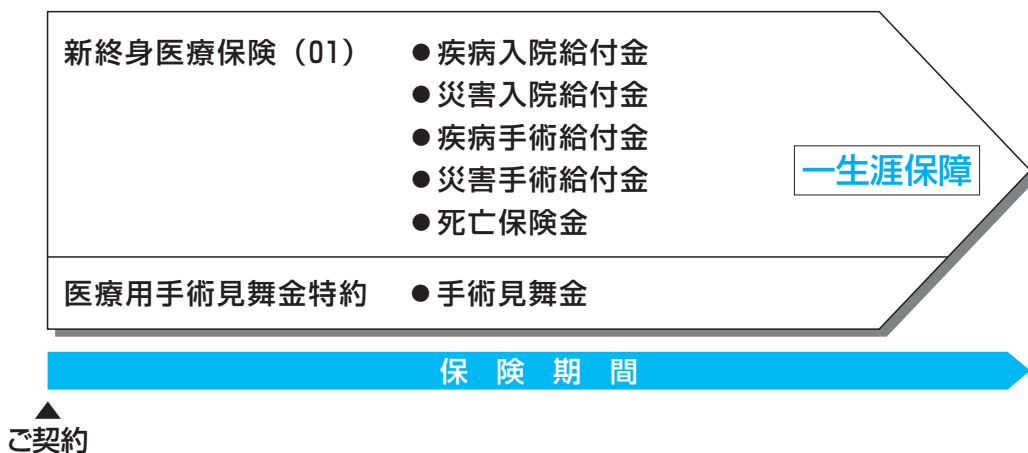 新終身医療保険（01） ●疾病入院給付金
●災害入院給付金
●疾病手術給付金
●災害手術給付金
●死亡保険金
一生涯保障
医療用手術見舞金特約 ●手術見舞金
保険期間
▲
ご契約